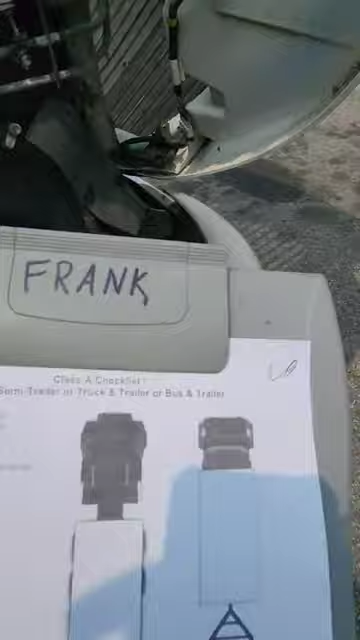 FRANK
Class A Checklist
Semi-Trailer or Truck & Trailer or Bus & Trailer